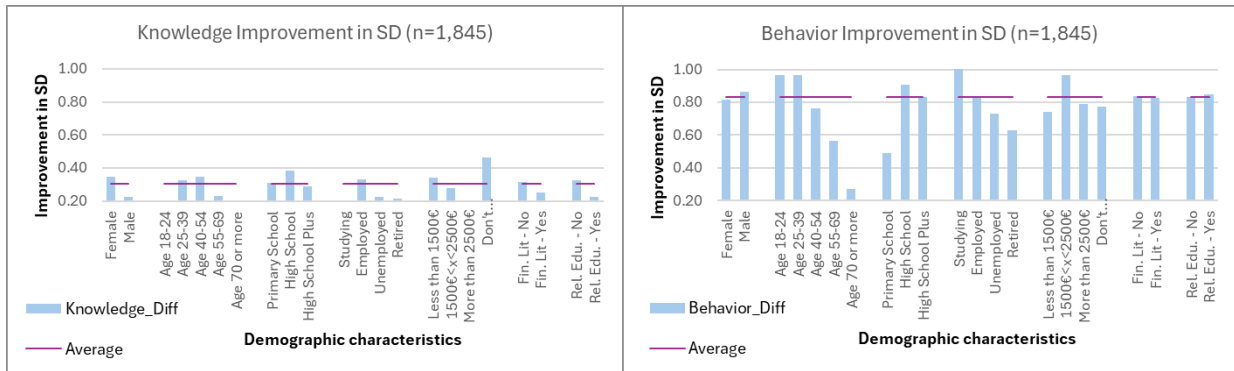 Knowledge Improvement in SD (n=1,845)
Improvement in SD
1.00
0.80
0.60
0.40
0.20
Female
Male
Age 18-24
Age 25-39
Age 40-54
Age 55-69
Age 70 or more
Primary School
High School
High School Plus
Studying
Employed
Unemployed
Retired
Less than 1500€
1500€<x<2500€
More than 2500€
Don't...
Fin. Lit - No
Fin. Lit - Yes
Rel. Edu. - No
Rel. Edu. - Yes
Knowledge_Diff
Average
Demographic characteristics
Behavior Improvement in SD (n=1,845)
Improvement in SD
1.00
0.80
0.60
0.40
0.20
Female
Male
Age 18-24
Age 25-39
Age 40-54
Age 55-69
Age 70 or more
Primary School
High School
High School Plus
Studying
Employed
Unemployed
Retired
Less than 1500€
1500€<x<2500€
More than 2500€
Don't...
Fin. Lit - No
Fin. Lit - Yes
Rel. Edu. - No
Rel. Edu. - Yes
Behavior_Diff
Average
Demographic characteristics